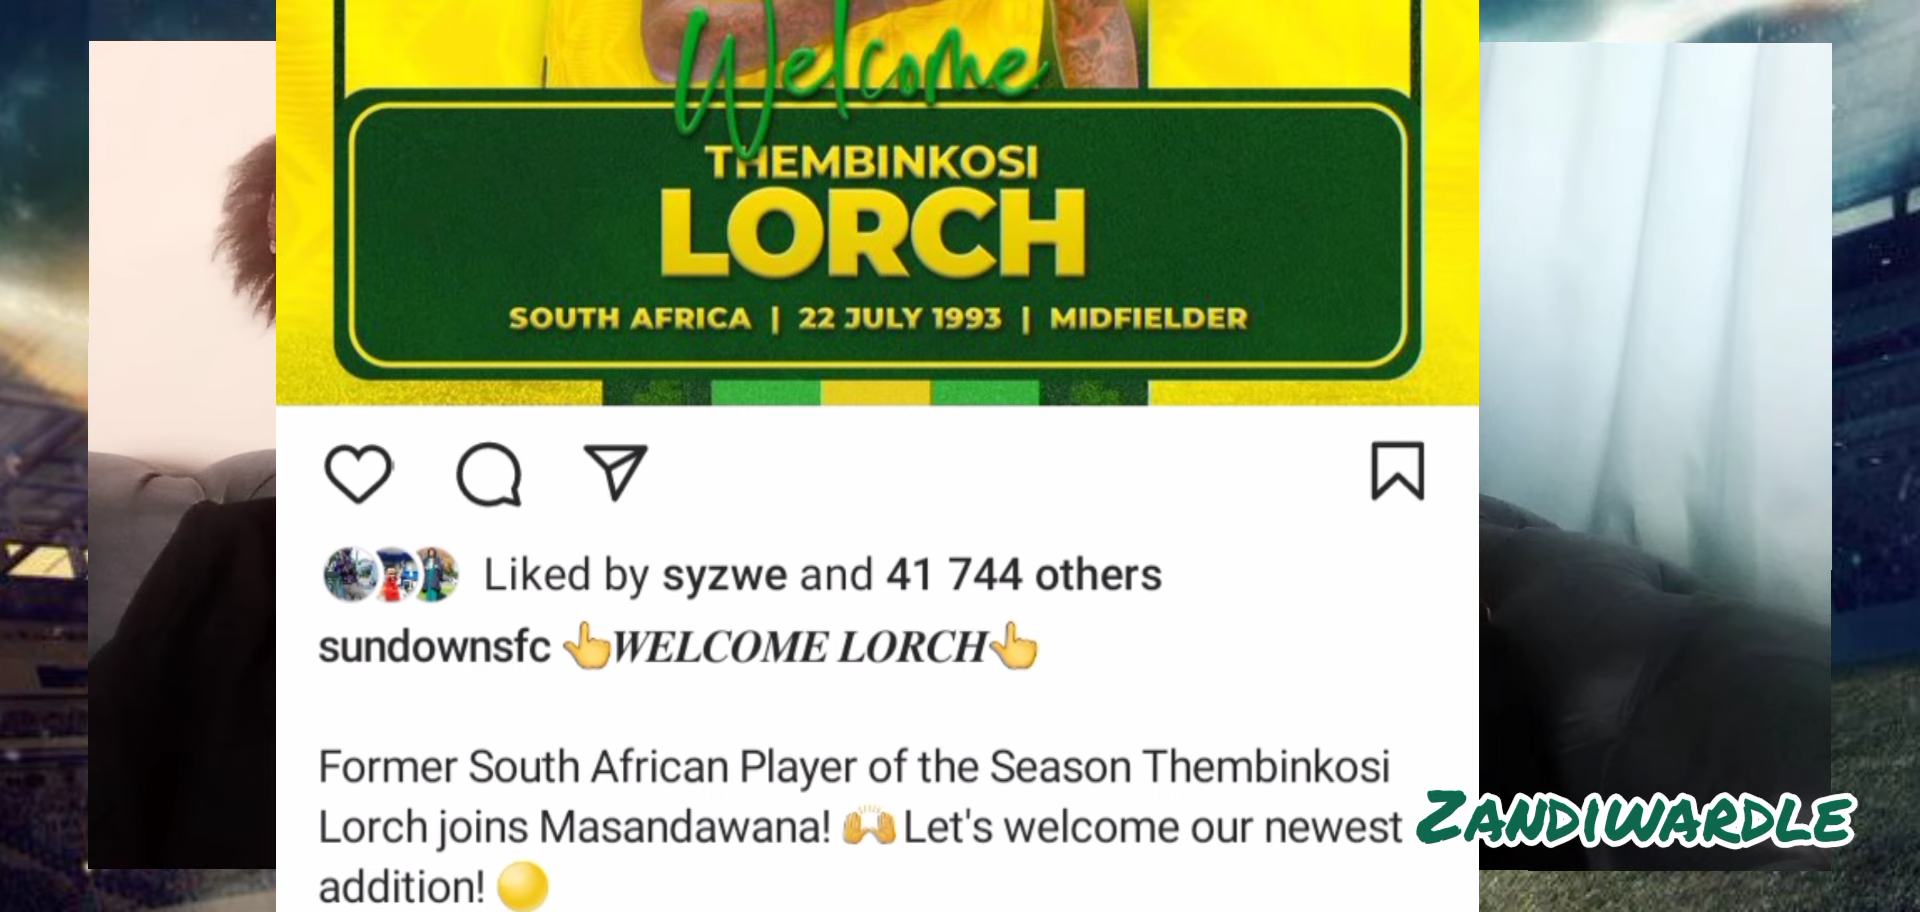 Welcome
THEMBINKOSI
LORCH
SOUTH AFRICA | 22 JULY 1993 | MIDFIELDER
Liked by syzwe and 41 744 others
sundownsfc 👆WELCOME LORCH👆
Former South African Player of the Season Thembinkosi
Lorch joins Masandawana! 🙌 Let's welcome our newest
addition! 🟡
ZANDIWARDLE